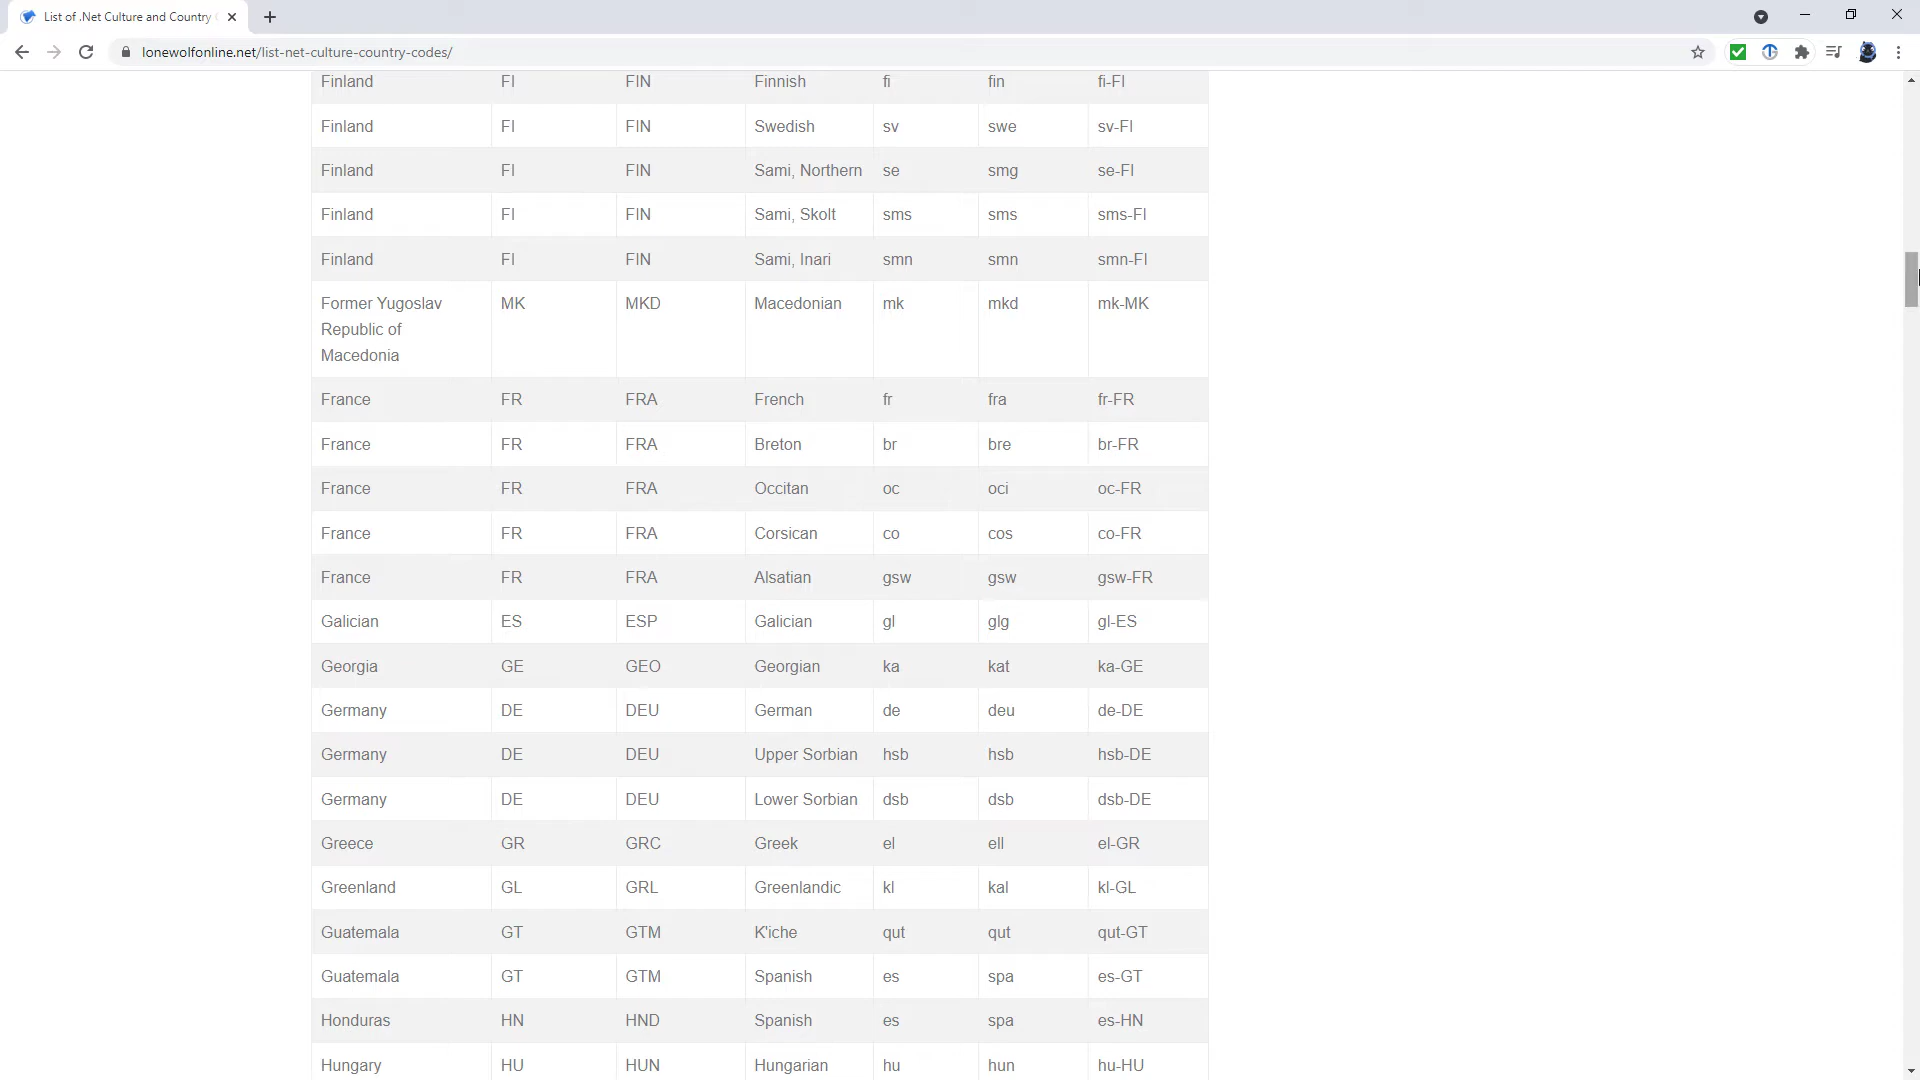 List of .Net Culture and Country
lonewolfonline.net/list-net-culture-country-codes/
Finland FI FIN Finnish fi fin fi-FI
Finland FI FIN Swedish sv swe sv-FI
Finland FI FIN Sami, Northern se smg se-FI
Finland FI FIN Sami, Skolt sms sms sms-FI
Finland FI FIN Sami, Inari smn smn smn-FI
Former Yugoslav MK MKD Macedonian mk mkd mk-MK
Republic of
Macedonia
France FR FRA French fr fra fr-FR
France FR FRA Breton br bre br-FR
France FR FRA Occitan oc oci oc-FR
France FR FRA Corsican co cos co-FR
France FR FRA Alsatian gsw gsw gsw-FR
Galician ES ESP Galician gl glg gl-ES
Georgia GE GEO Georgian ka kat ka-GE
Germany DE DEU German de deu de-DE
Germany DE DEU Upper Sorbian hsb hsb hsb-DE
Germany DE DEU Lower Sorbian dsb dsb dsb-DE
Greece GR GRC Greek el ell el-GR
Greenland GL GRL Greenlandic kl kal kl-GL
Guatemala GT GTM K'iche qut qut qut-GT
Guatemala GT GTM Spanish es spa es-GT
Honduras HN HND Spanish es spa es-HN
Hungary HU HUN Hungarian hu hun hu-HU